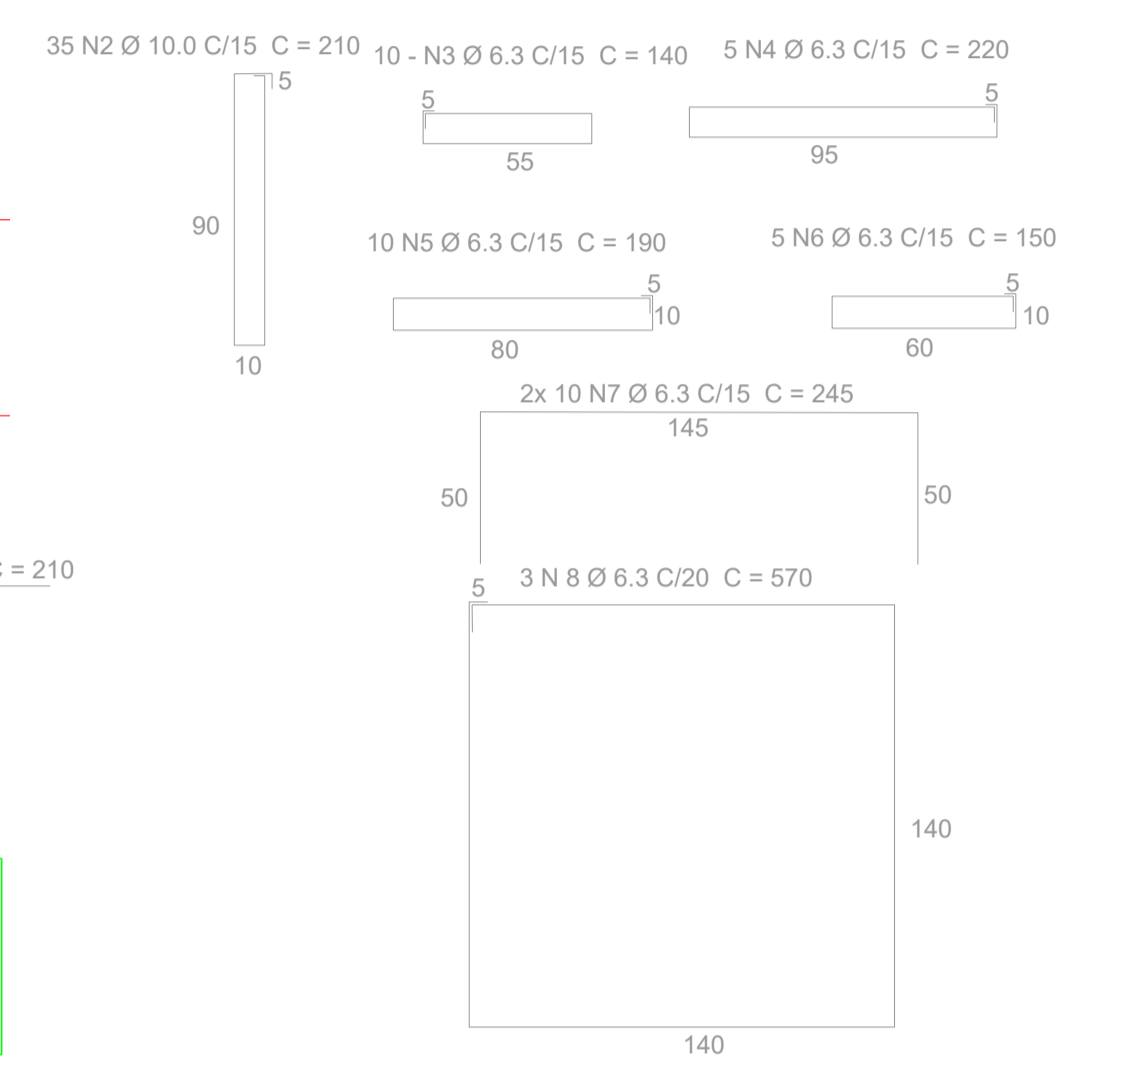 35 N2 Ø 10.0 C/15 C = 210
10 - N3 Ø 6.3 C/15 C = 140
5 N4 Ø 6.3 C/15 C = 220
5
5
5
55
95
90
10
10 N5 Ø 6.3 C/15 C = 190
5 N6 Ø 6.3 C/15 C = 150
5
10
80
5
10
60
2x 10 N7 Ø 6.3 C/15 C = 245
145
50
50
= 210
3 N 8 Ø 6.3 C/20 C = 570
5
140
140